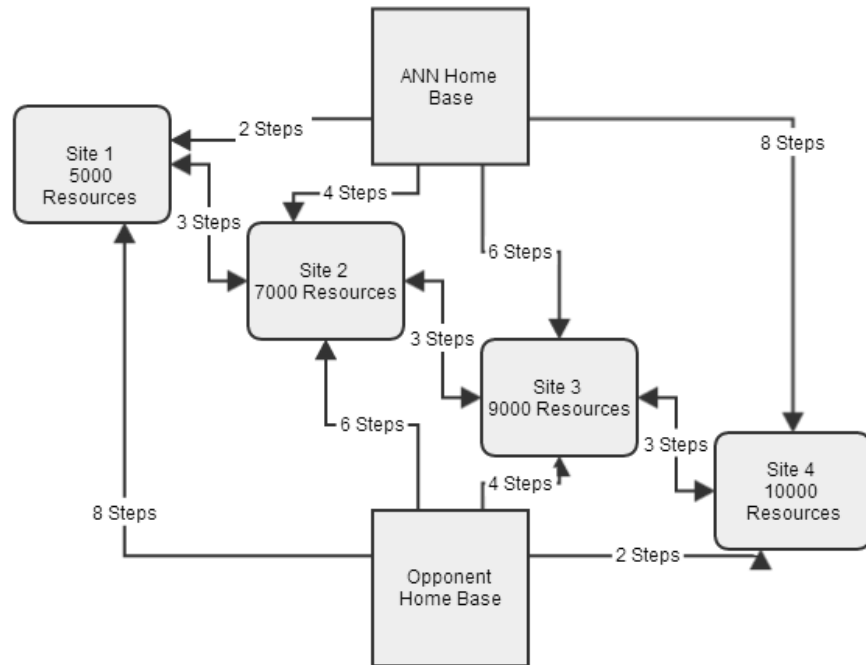 ANN Home
Base
2 Steps
8 Steps
Site 1
5000
Resources
4 Steps
3 Steps
6 Steps
Site 2
7000 Resources
3 Steps
Site 3
9000 Resources
6 Steps
3 Steps
Site 4
10000
Resources
4 Steps
8 Steps
2 Steps
Opponent
Home Base